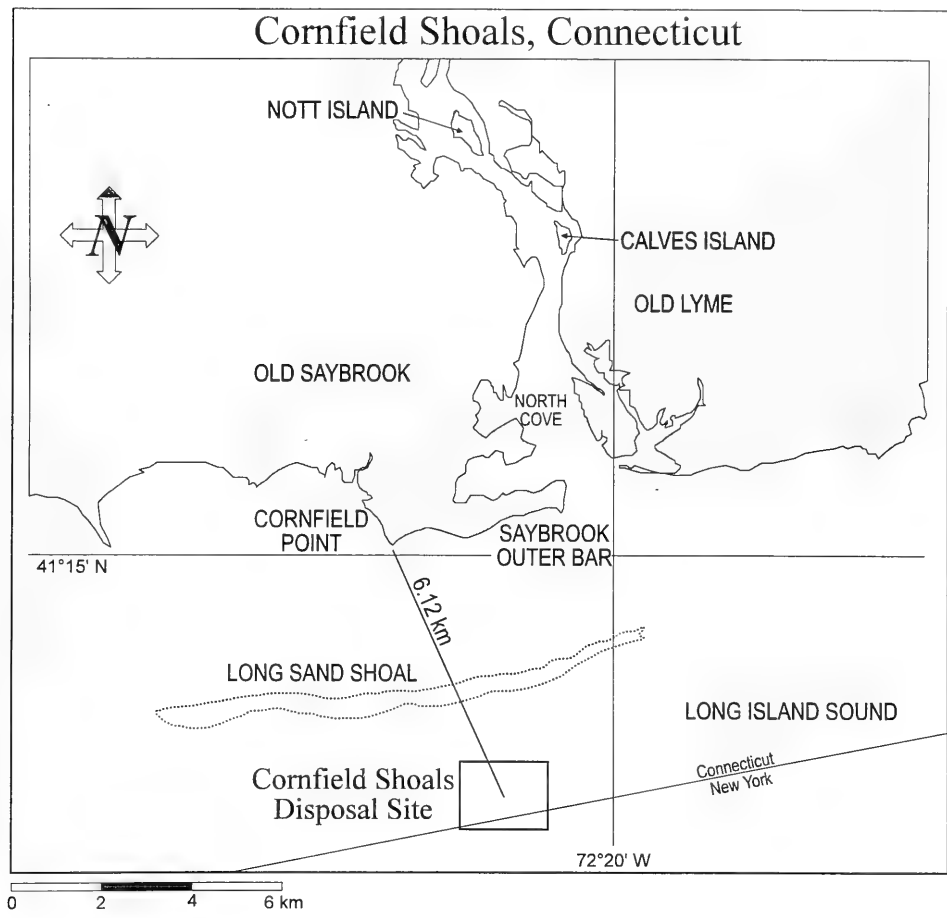 Cornfield Shoals, Connecticut
NOTT ISLAND
N
CALVES ISLAND
OLD LYME
OLD SAYBROOK
NORTH
COVE
CORNFIELD
POINT
SAYBROOK
OUTER BAR
41°15' N
6.12 km
LONG SAND SHOAL
LONG ISLAND SOUND
Connecticut
New York
Cornfield Shoals
Disposal Site
72°20' W
0 2 4 6 km